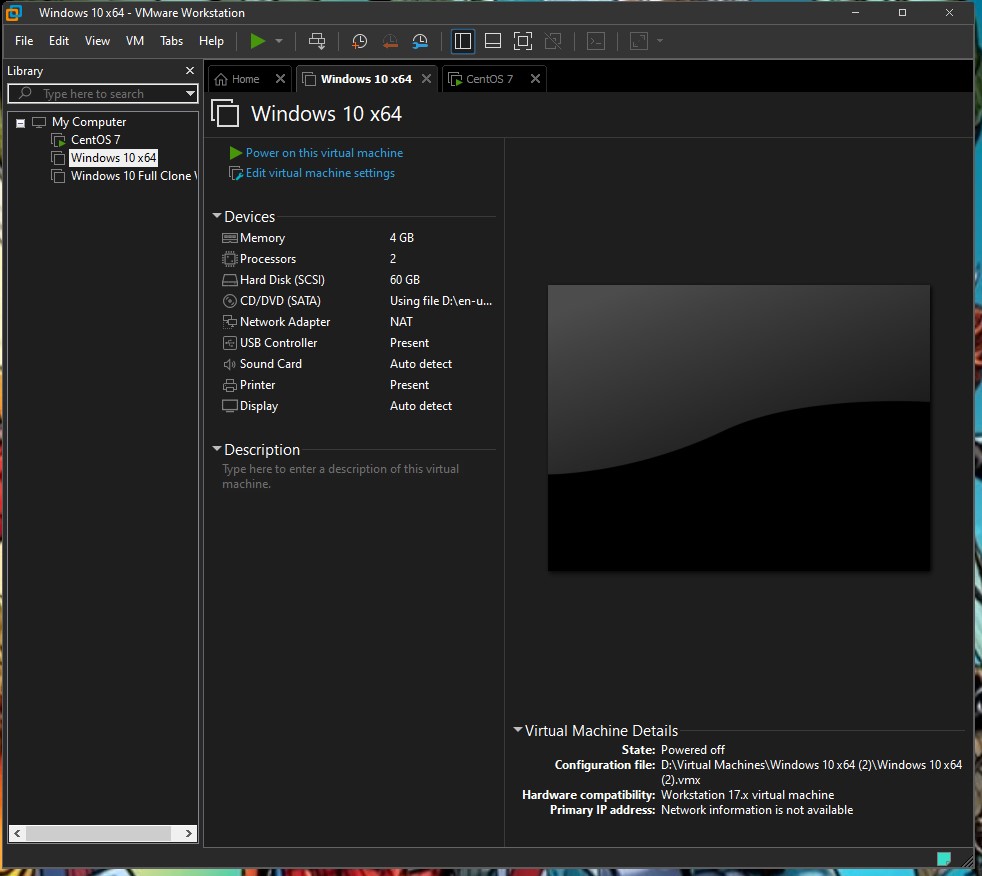 Windows 10 x64 - VMware Workstation
File Edit View VM Tabs Help
Library
Type here to search
My Computer
CentOS 7
Windows 10 x64
Windows 10 Full Clone
Home
Windows 10 x64
CentOS 7
Windows 10 x64
Power on this virtual machine
Edit virtual machine settings
Devices
Memory 4 GB
Processors 2
Hard Disk (SCSI) 60 GB
CD/DVD (SATA) Using file D:\en-u...
Network Adapter NAT
USB Controller Present
Sound Card Auto detect
Printer Present
Display Auto detect
Description
Type here to enter a description of this virtual
machine.
Virtual Machine Details
State: Powered off
Configuration file: D:\Virtual Machines\Windows 10 x64 (2)\Windows 10 x64
(2).vmx
Hardware compatibility: Workstation 17.x virtual machine
Primary IP address: Network information is not available